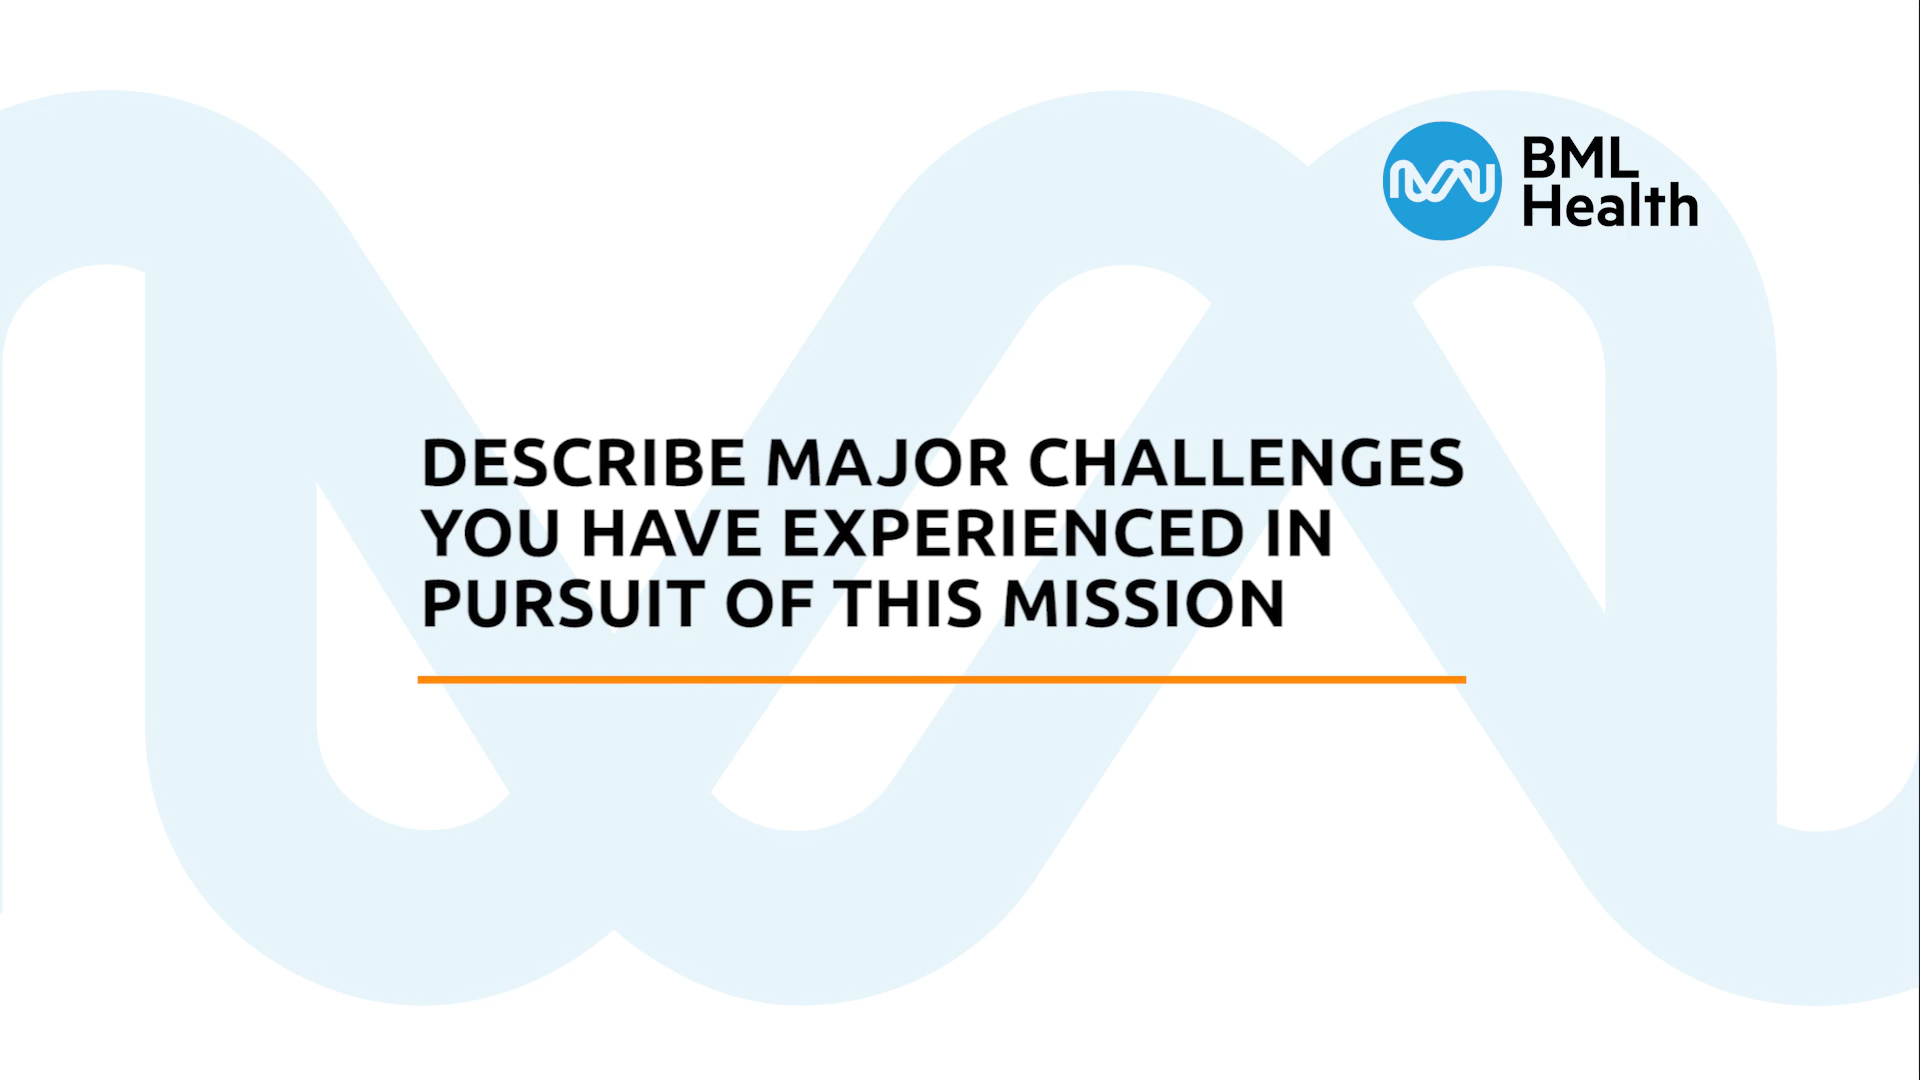 BML
Health
DESCRIBE MAJOR CHALLENGES
YOU HAVE EXPERIENCED IN
PURSUIT OF THIS MISSION